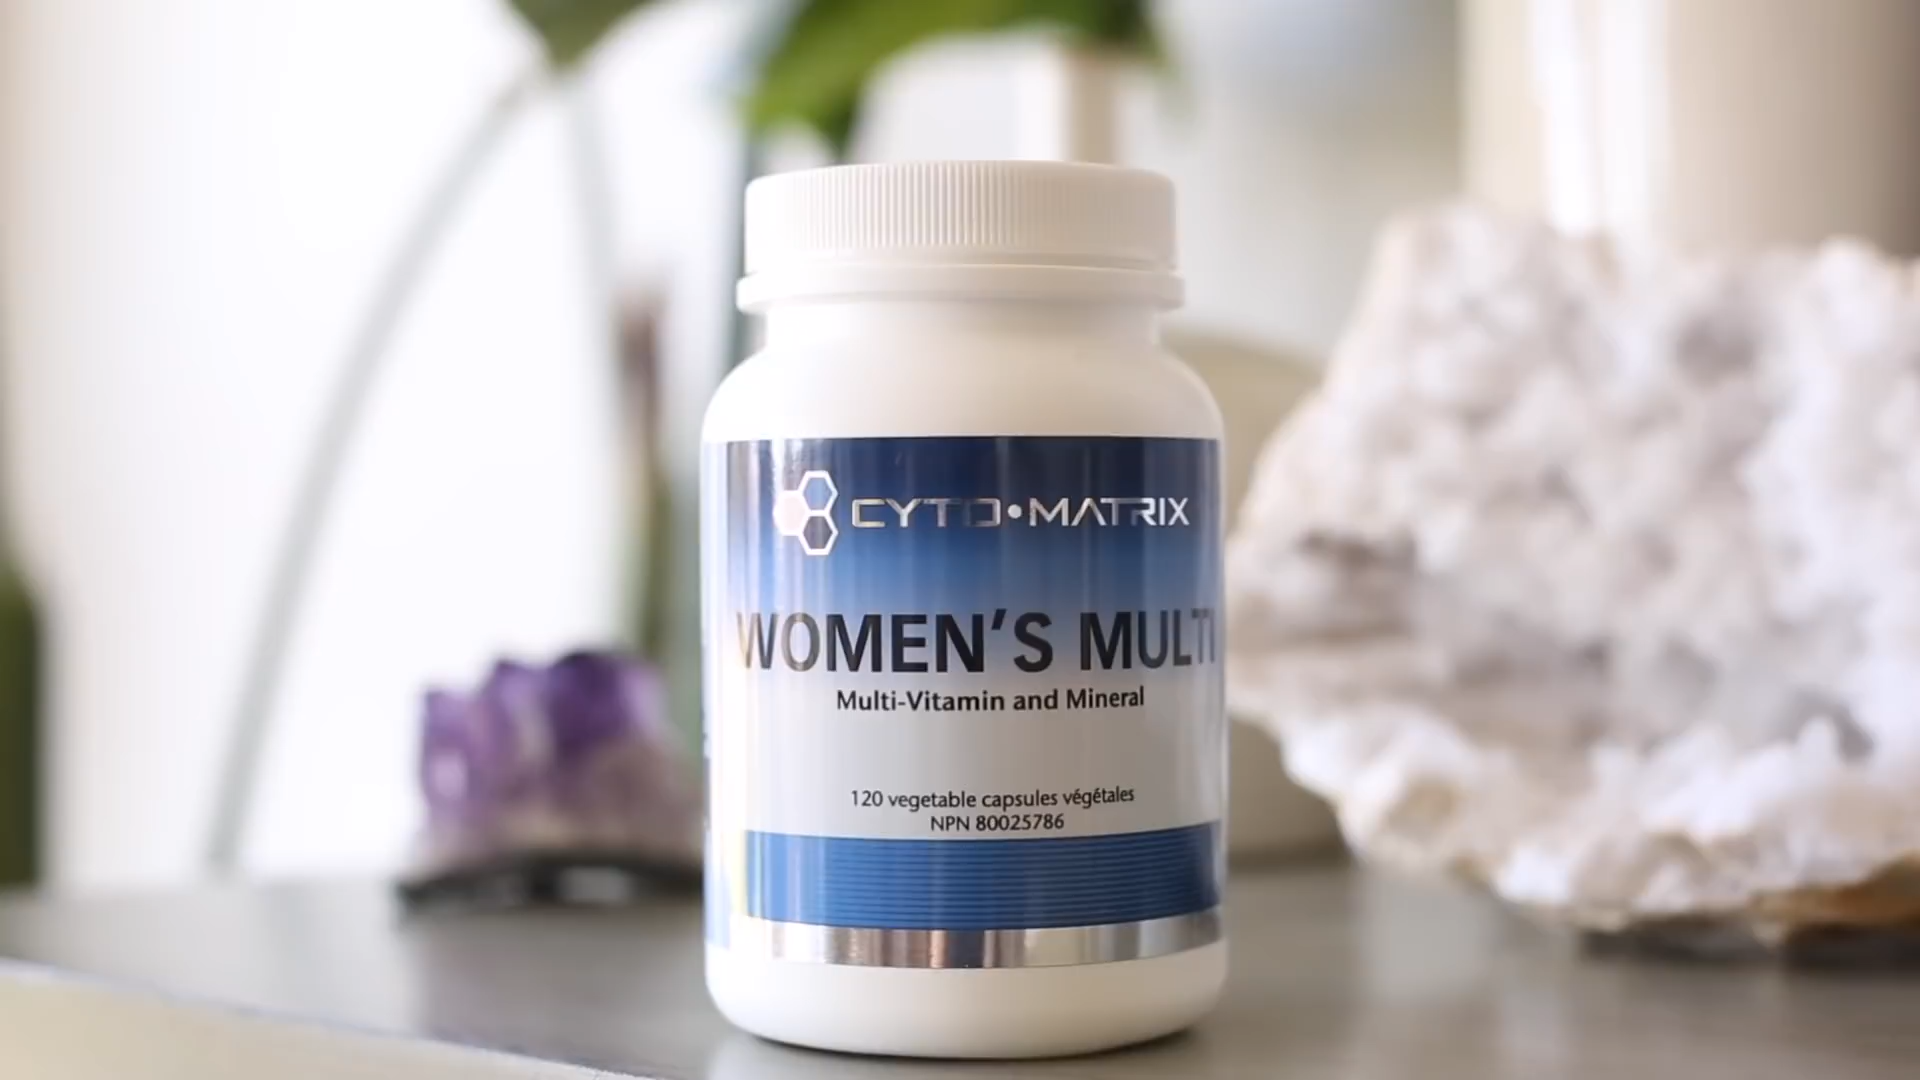 CYTO•MATRIX
WOMEN'S MULTI
Multi-Vitamin and Mineral
120 vegetable capsules végétales
NPN 80025786